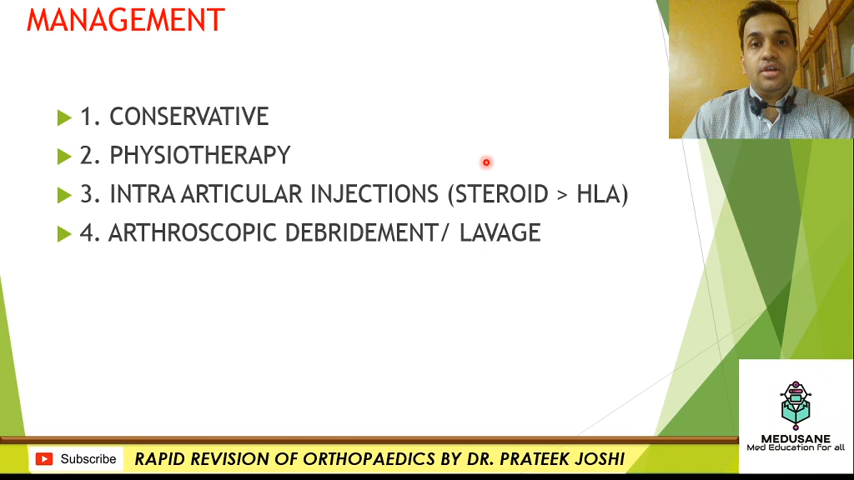 MANAGEMENT
1. CONSERVATIVE
2. PHYSIOTHERAPY
3. INTRA ARTICULAR INJECTIONS (STEROID > HLA)
4. ARTHROSCOPIC DEBRIDEMENT/ LAVAGE
MEDUSANE
Med Education for all
Subscribe
RAPID REVISION OF ORTHOPAEDICS BY DR. PRATEEK JOSHI